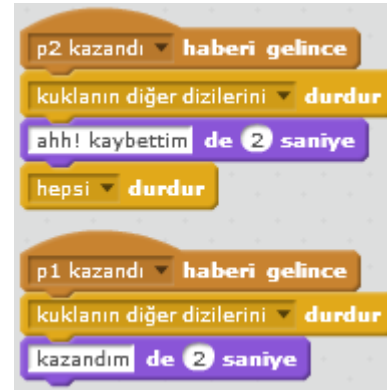 p2 kazandı haberi gelince
kuklanın diğer dizilerini durdur
ahh! kaybettim de 2 saniye
hepsi durdur
p1 kazandı haberi gelince
kuklanın diğer dizilerini durdur
kazandım de 2 saniye